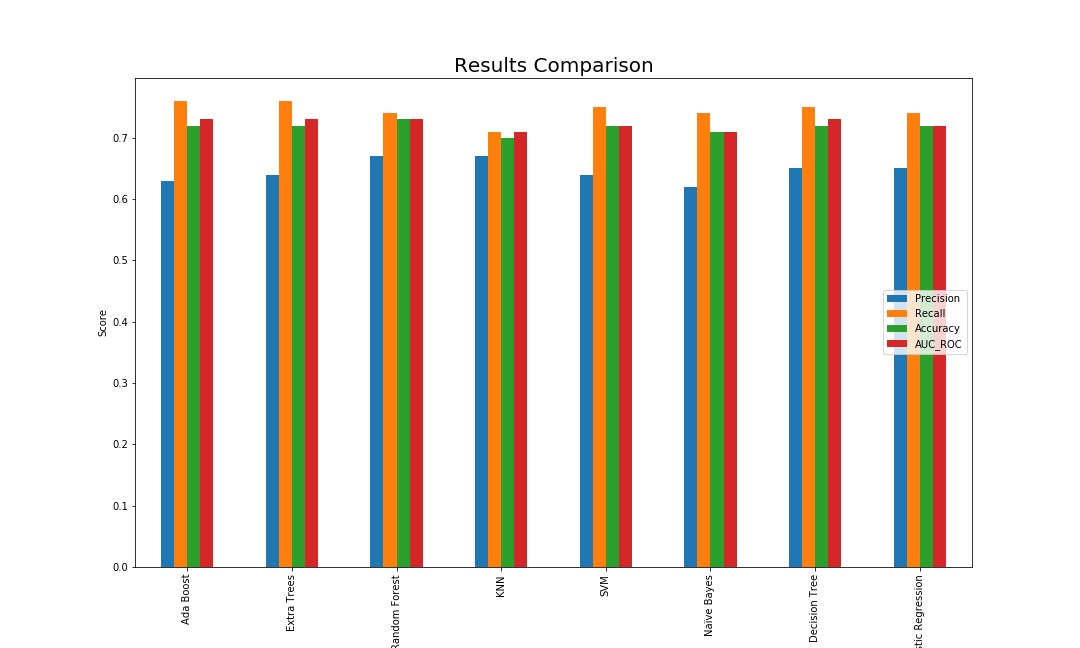 Results Comparison
0.7
0.6
0.5
0.4
0.3
0.2
0.1
0.0
Score
Precision
Recall
Accuracy
AUC_ROC
Ada Boost
Extra Trees
Random Forest
KNN
SVM
Naïve Bayes
Decision Tree
stic Regression